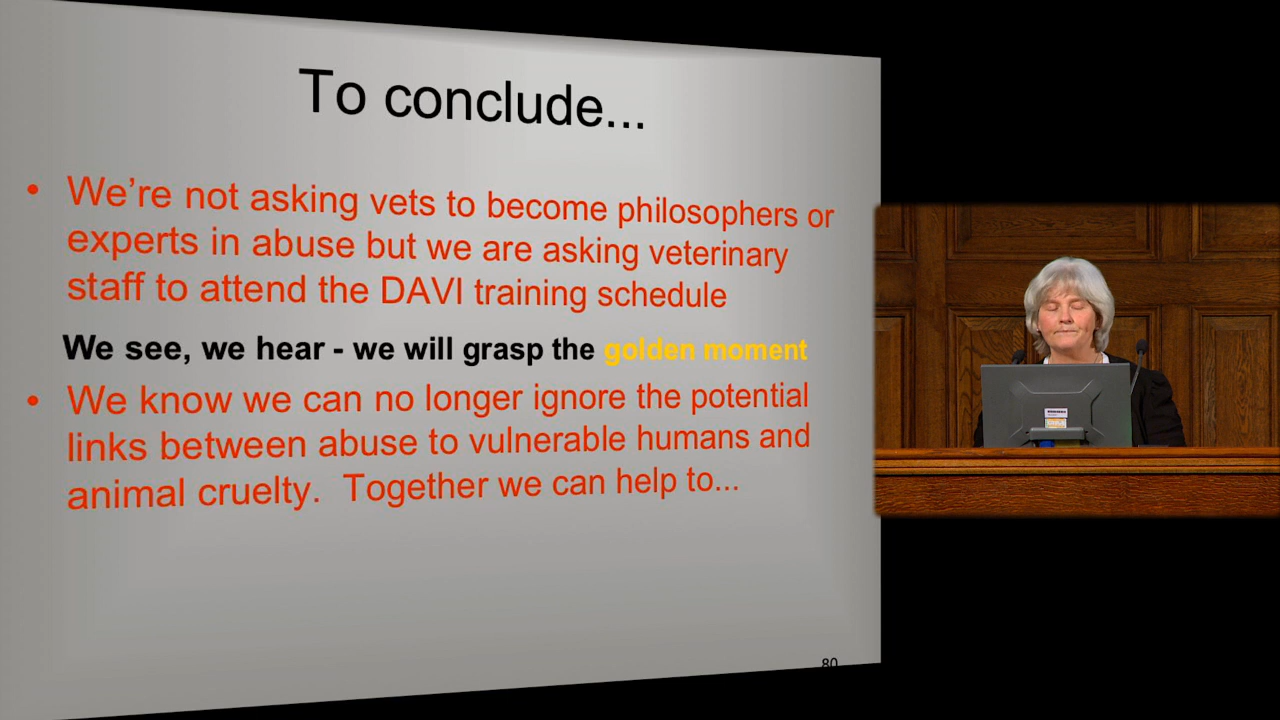 To conclude...
• We’re not asking vets to become philosophers or
experts in abuse but we are asking veterinary
staff to attend the DAVI training schedule
We see, we hear - we will grasp the golden moment
• We know we can no longer ignore the potential
links between abuse to vulnerable humans and
animal cruelty. Together we can help to...
80